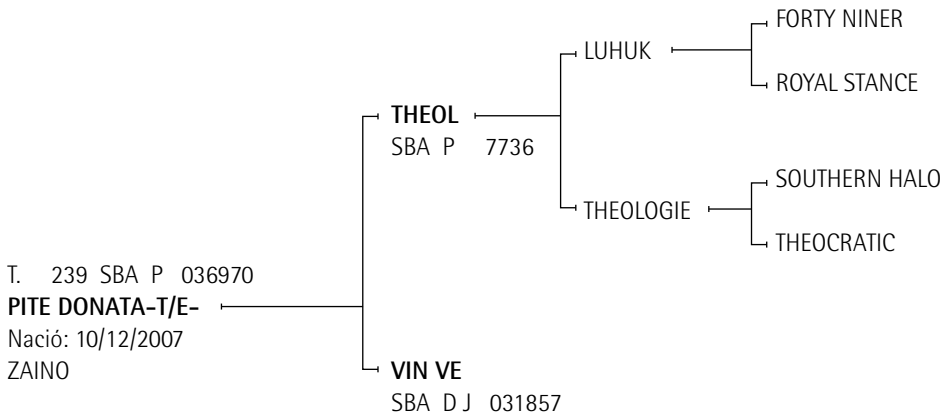 FORTY NINER
LUHUK
ROYAL STANCE
THEOL
SBA P 7736
SOUTHERN HALO
THEOLOGIE
THEOCRATIC
T. 239 SBA P 036970
PITE DONATA-T/E-
Nació: 10/12/2007
ZAINO
VIN VE
SBA D J 031857